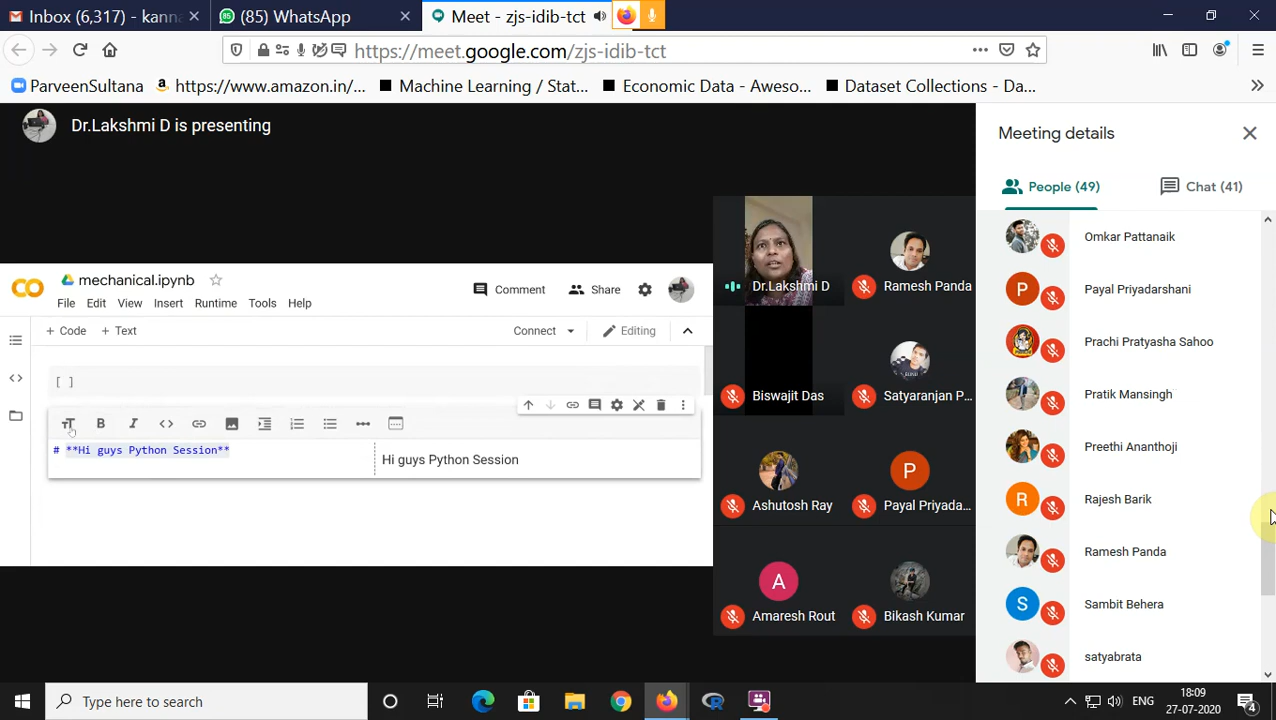 Inbox (6,317) - kanna
(85) WhatsApp
Meet - zjs-idib-tct
https://meet.google.com/zjs-idib-tct
ParveenSultana
https://www.amazon.in/...
Machine Learning / Stat...
Economic Data - Aweso...
Dataset Collections - Da...
Dr.Lakshmi D is presenting
Meeting details
People (49)
Chat (41)
Omkar Pattanaik
P
Payal Priyadarshani
Prachi Pratyasha Sahoo
Pratik Mansingh
Preethi Ananthoji
R
Rajesh Barik
Ramesh Panda
S
Sambit Behera
satyabrata
mechanical.ipynb
Comment
Share
File Edit View Insert Runtime Tools Help
+ Code + Text
Connect
Editing
[ ]
# **Hi guys Python Session**
Hi guys Python Session
Dr.Lakshmi D
Ramesh Panda
Biswajit Das
Satyaranjan P...
P
Ashutosh Ray
Payal Priyada...
A
Amaresh Rout
Bikash Kumar
Type here to search
ENG
18:09
27-07-2020
4